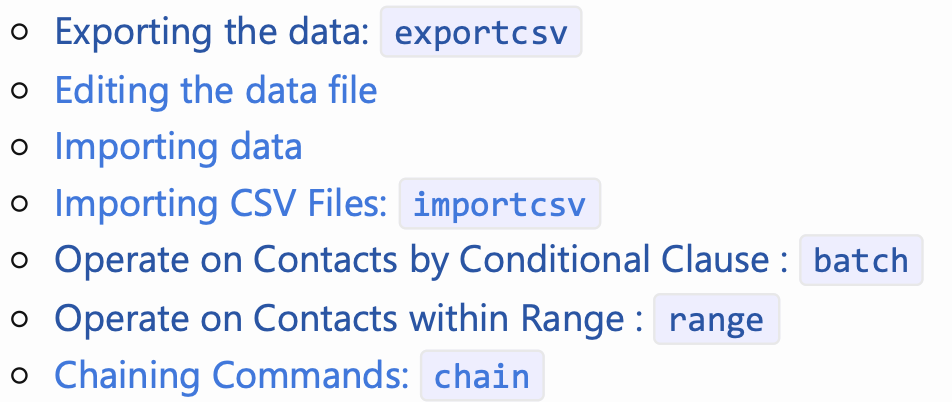 Exporting the data: exportcsv
Editing the data file
Importing data
Importing CSV Files: importcsv
Operate on Contacts by Conditional Clause : batch
Operate on Contacts within Range : range
Chaining Commands: chain